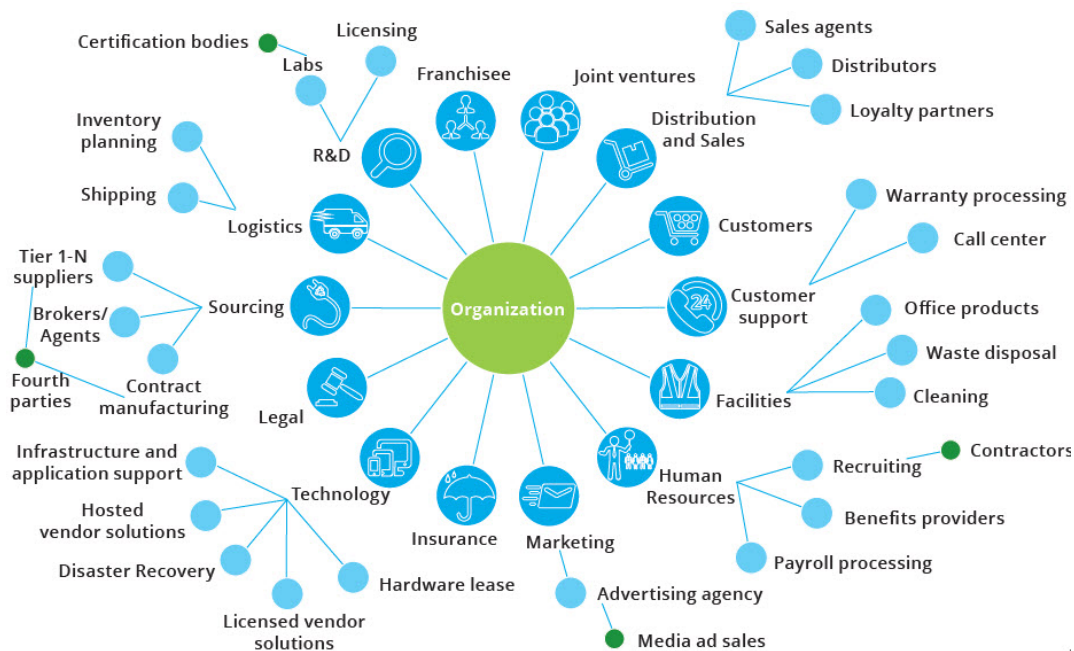 Certification bodies
Licensing
Labs
Franchisee
Joint ventures
Sales agents
Distributors
Loyalty partners
Inventory
planning
R&D
Distribution
and Sales
Shipping
Logistics
Customers
Warranty processing
Call center
Tier 1-N
suppliers
Sourcing
Organization
24
Customer
support
Office products
Brokers/
Agents
Waste disposal
Fourth
parties
Contract
manufacturing
Legal
Facilities
Cleaning
Infrastructure and
application support
Technology
Human
Resources
Recruiting
Contractors
Hosted
vendor solutions
Insurance
Marketing
Benefits providers
Disaster Recovery
Hardware lease
Payroll processing
Licensed vendor
solutions
Advertising agency
Media ad sales